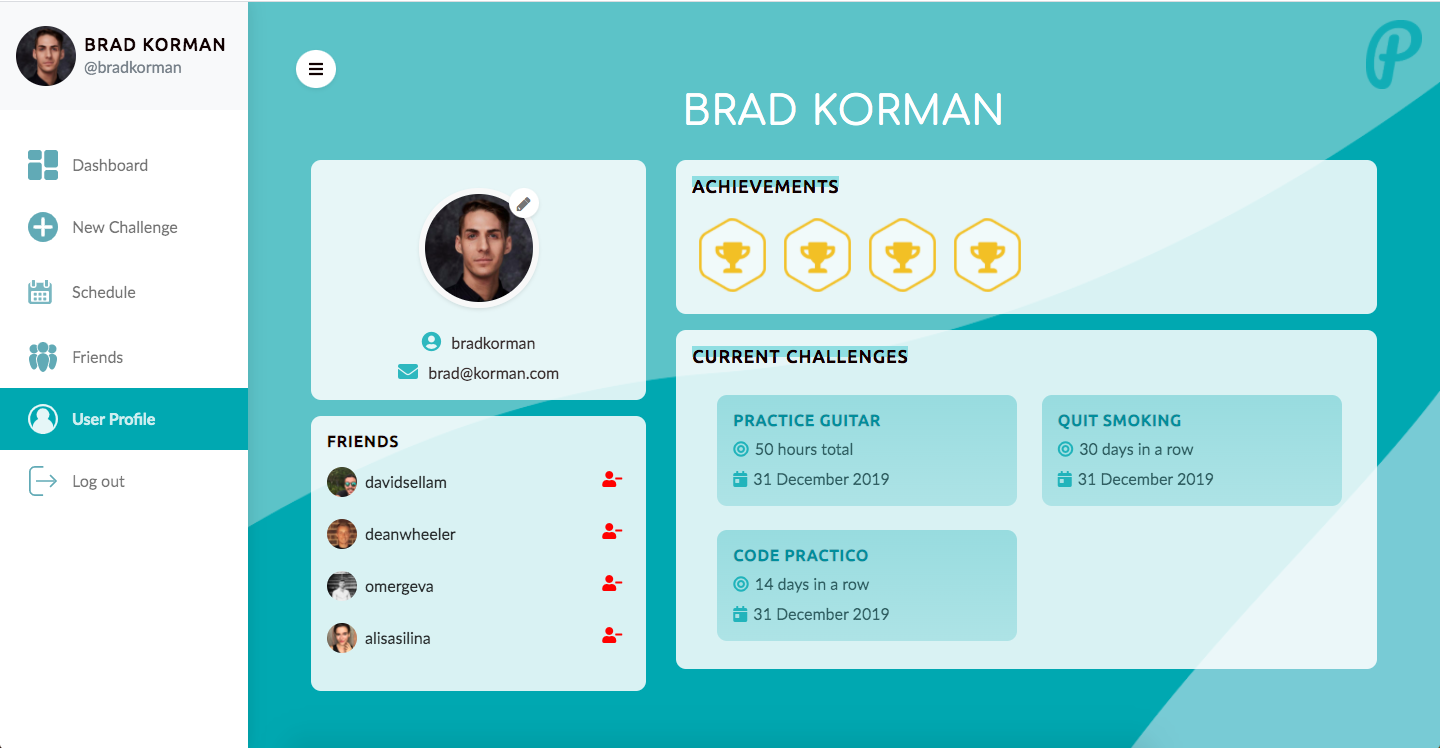 BRAD KORMAN
@bradkorman
Dashboard
New Challenge
Schedule
Friends
User Profile
Log out
P
BRAD KORMAN
bradkorman
brad@korman.com
FRIENDS
davidsellam
deanwheeler
omergeva
alisasilina
ACHIEVEMENTS
CURRENT CHALLENGES
PRACTICE GUITAR
50 hours total
31 December 2019
QUIT SMOKING
30 days in a row
31 December 2019
CODE PRACTICO
14 days in a row
31 December 2019